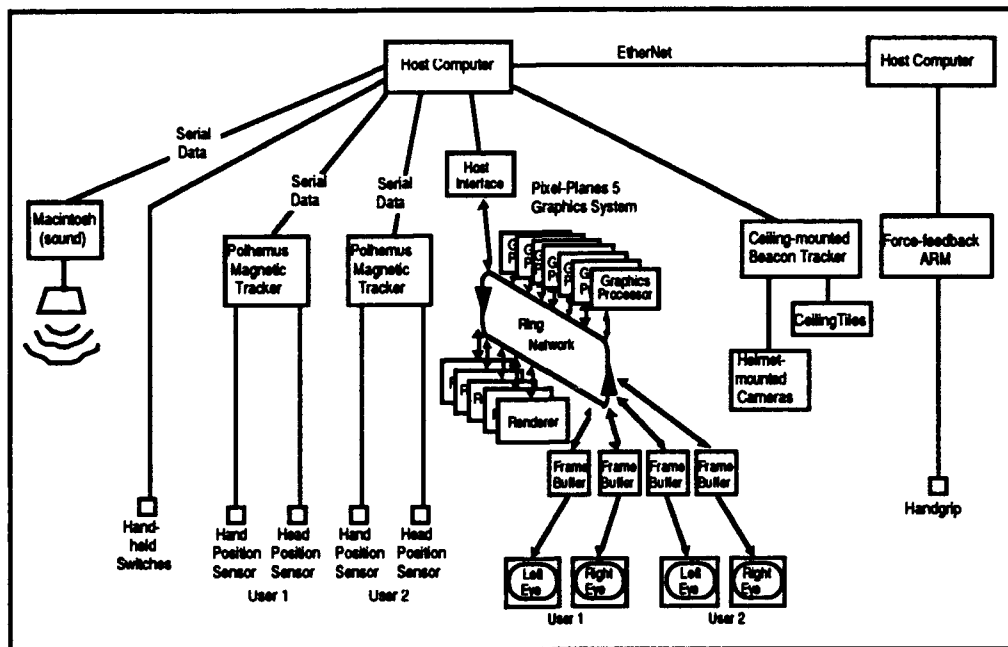 Host Computer
EtherNet
Host Computer
Serial
Data
Serial
Data
Serial
Data
Host
Interface
Pixel-Planes 5
Graphics System
Macintosh
(sound)
Polhemus
Magnetic
Tracker
Polhemus
Magnetic
Tracker
G
P
G
P
G
P
G
P
G
P
Graphics
Processor
Ceiling-mounted
Beacon Tracker
Force-feedback
ARM
Ring
Network
Ceiling Tiles
Helmet-
mounted
Cameras
R
R
R
R
Renderer
Frame
Buffer
Frame
Buffer
Frame
Buffer
Frame
Buffer
Hand-
held
Switches
Hand
Position
Sensor
Head
Position
Sensor
Hand
Position
Sensor
Head
Position
Sensor
Handgrip
User 1
User 2
Left
Eye
Right
Eye
Left
Eye
Right
Eye
User 1
User 2